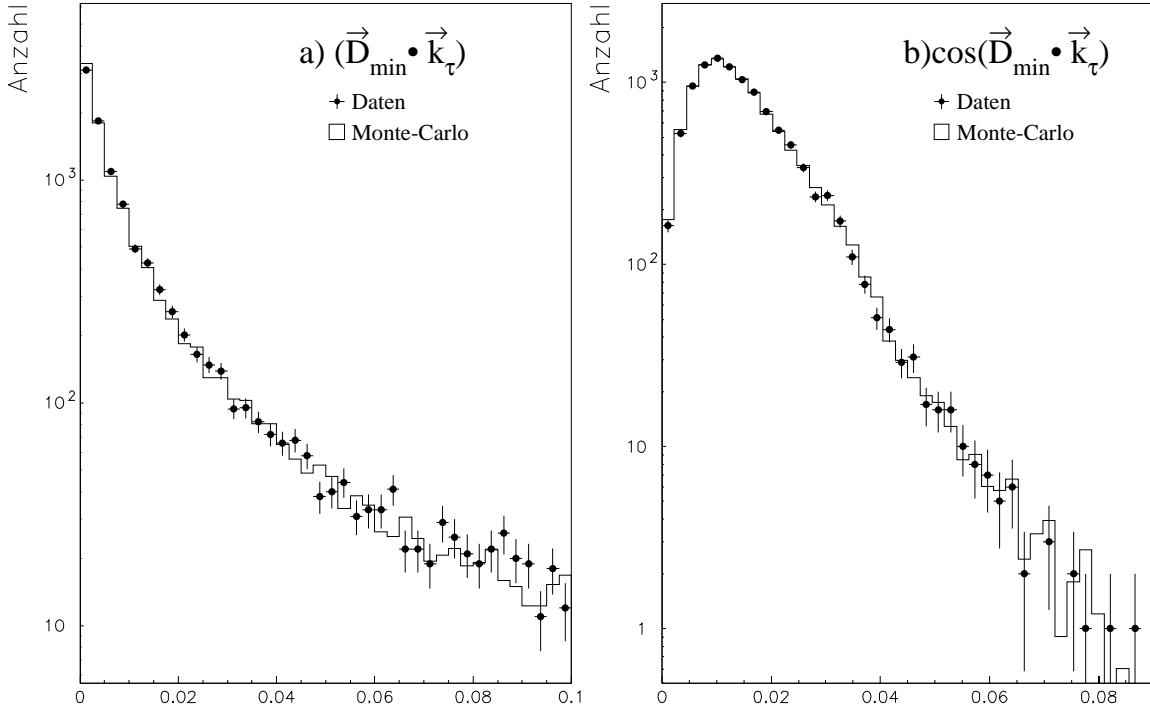 Anzahl
a) (D⃗min • k⃗τ)
Daten
Monte-Carlo
10³
10²
10
0 0.02 0.04 0.06 0.08 0.1
Anzahl
b)cos(D⃗min • k⃗τ)
Daten
Monte-Carlo
10³
10²
10
1
0 0.02 0.04 0.06 0.08